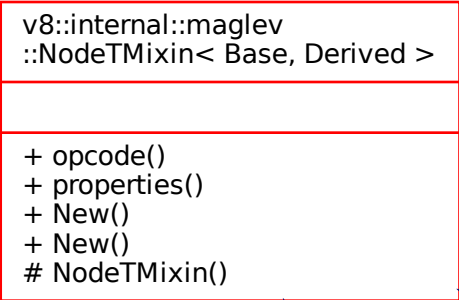 v8::internal::maglev
::NodeTMixin< Base, Derived >
+ opcode()
+ properties()
+ New()
+ New()
# NodeTMixin()